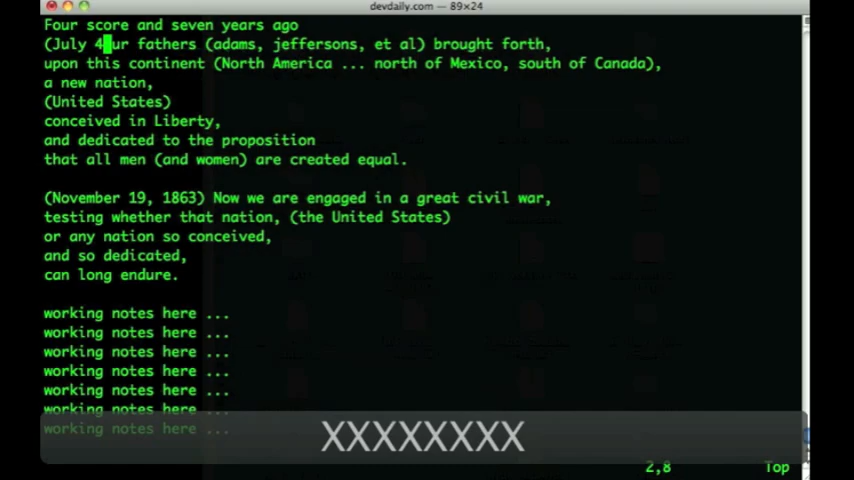 devdaily.com — 89×24
Four score and seven years ago
(July 4ur fathers (adams, jeffersons, et al) brought forth,
upon this continent (North America ... north of Mexico, south of Canada),
a new nation,
(United States)
conceived in Liberty,
and dedicated to the proposition
that all men (and women) are created equal.
(November 19, 1863) Now we are engaged in a great civil war,
testing whether that nation, (the United States)
or any nation so conceived,
and so dedicated,
can long endure.
working notes here ...
working notes here ...
working notes here ...
working notes here ...
working notes here ...
working notes here ...
working notes here ...
XXXXXXXX
2,8 Top